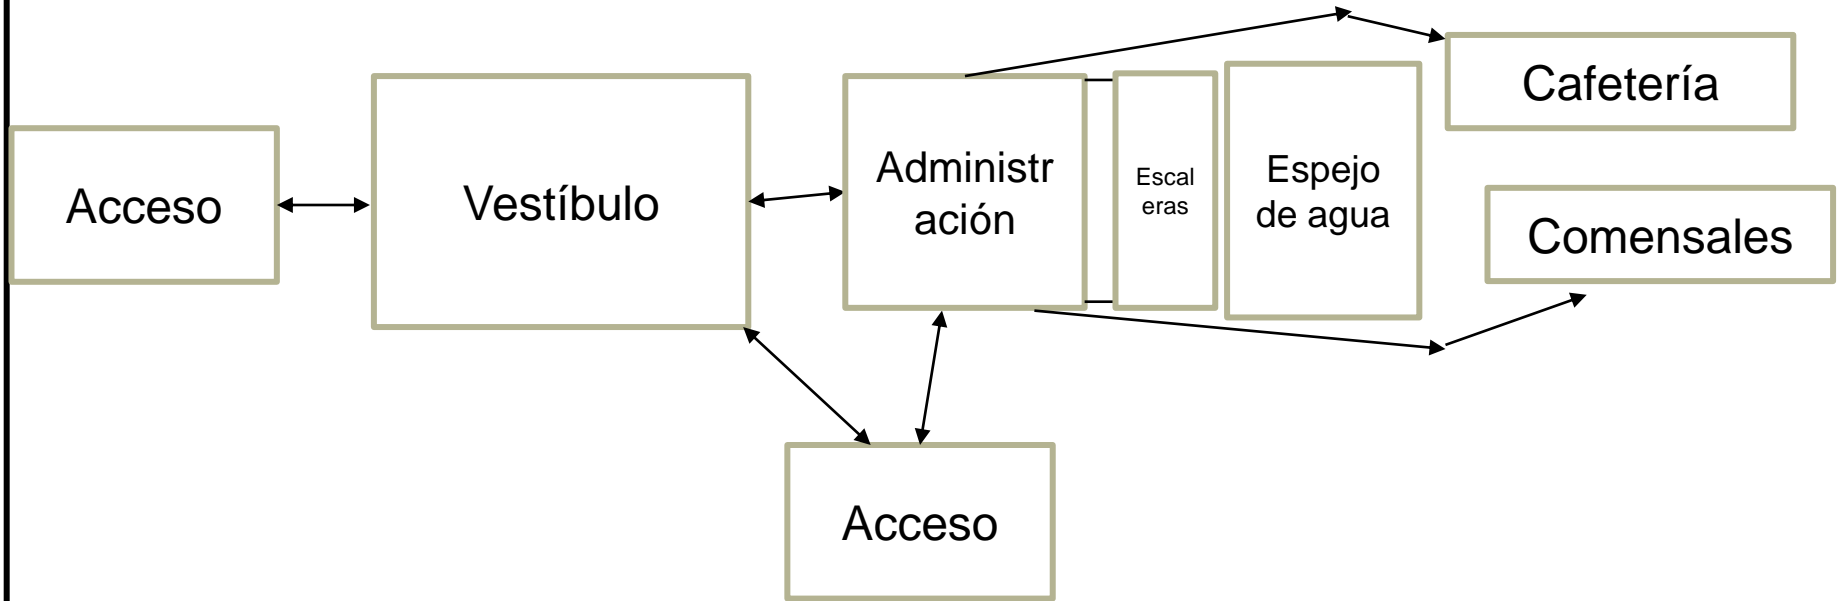 Acceso
Vestíbulo
Administr
ación
Escal
eras
Espejo
de agua
Cafetería
Comensales
Acceso